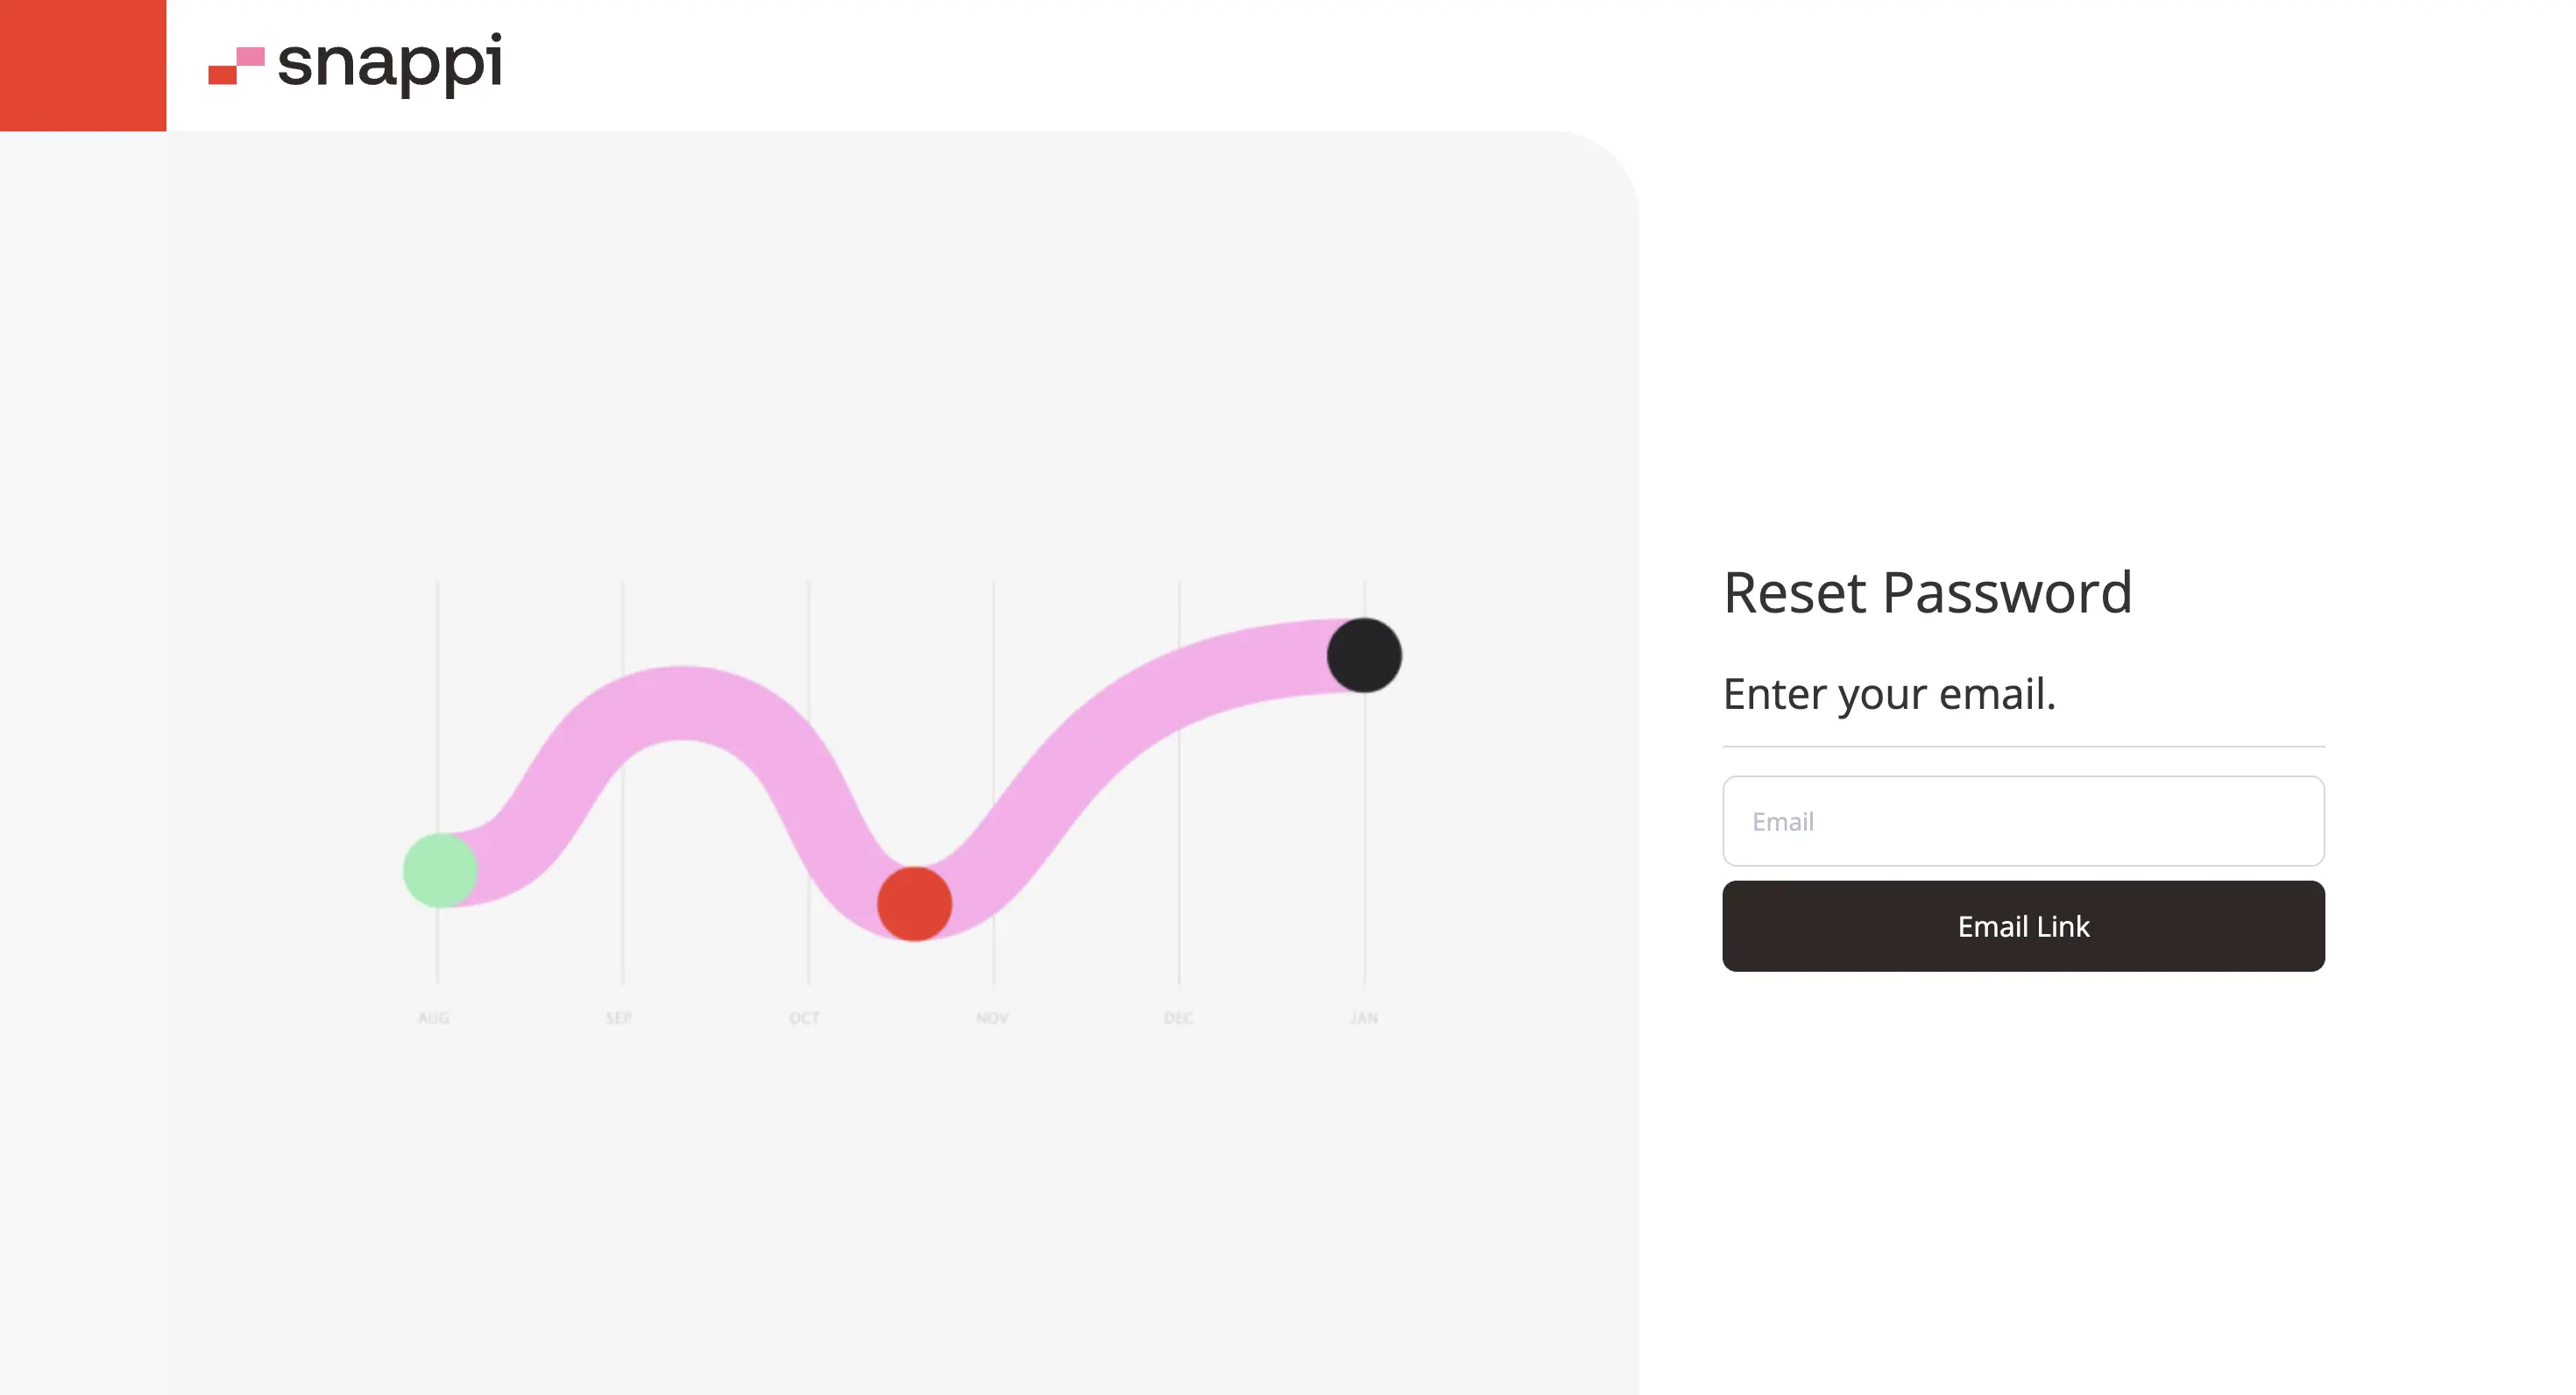 snappi
Reset Password
Enter your email.
Email
Email Link
AUG SEP OCT NOV DEC JAN